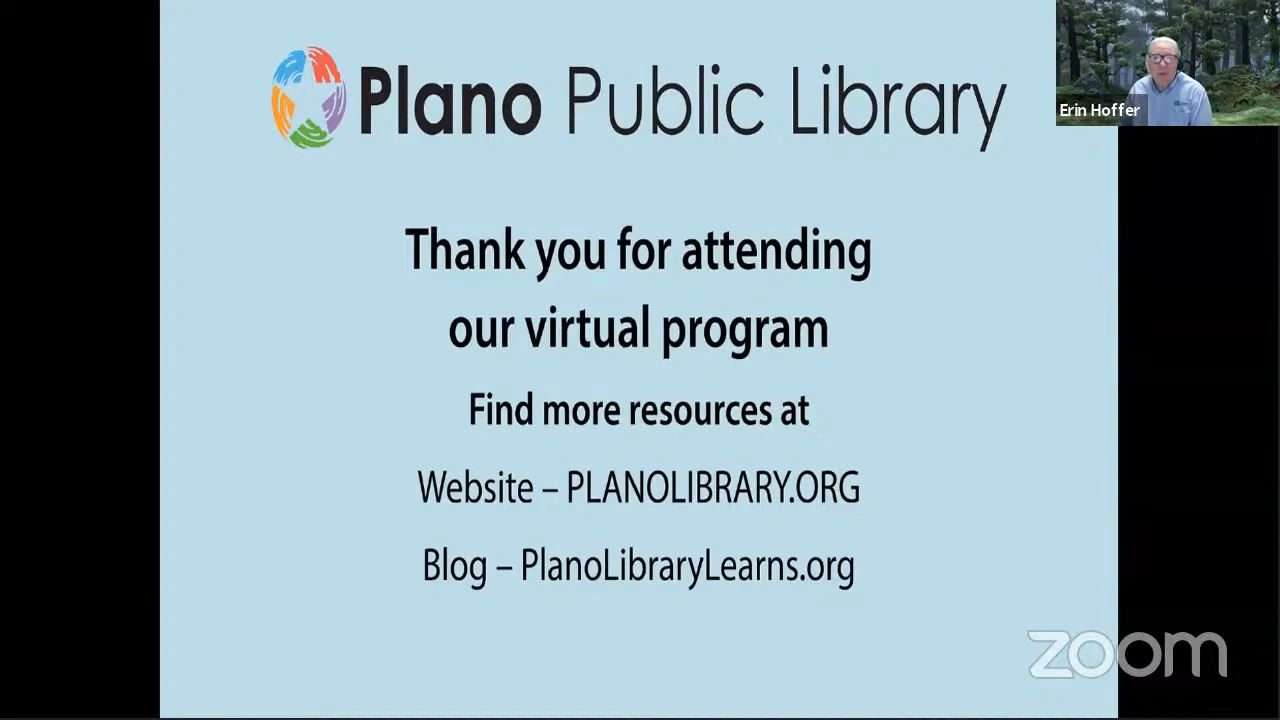 Plano Public Library
Erin Hoffer
Thank you for attending
our virtual program
Find more resources at
Website – PLANOLIBRARY.ORG
Blog – PlanoLibraryLearns.org
zoom